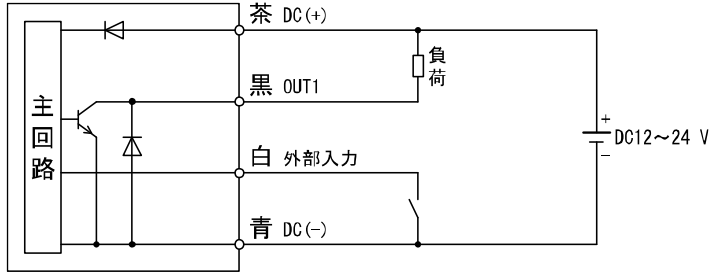 茶 DC(+)
負荷
黒 OUT1
主回路
+
DC12～24 V
−
白 外部入力
青 DC(−)